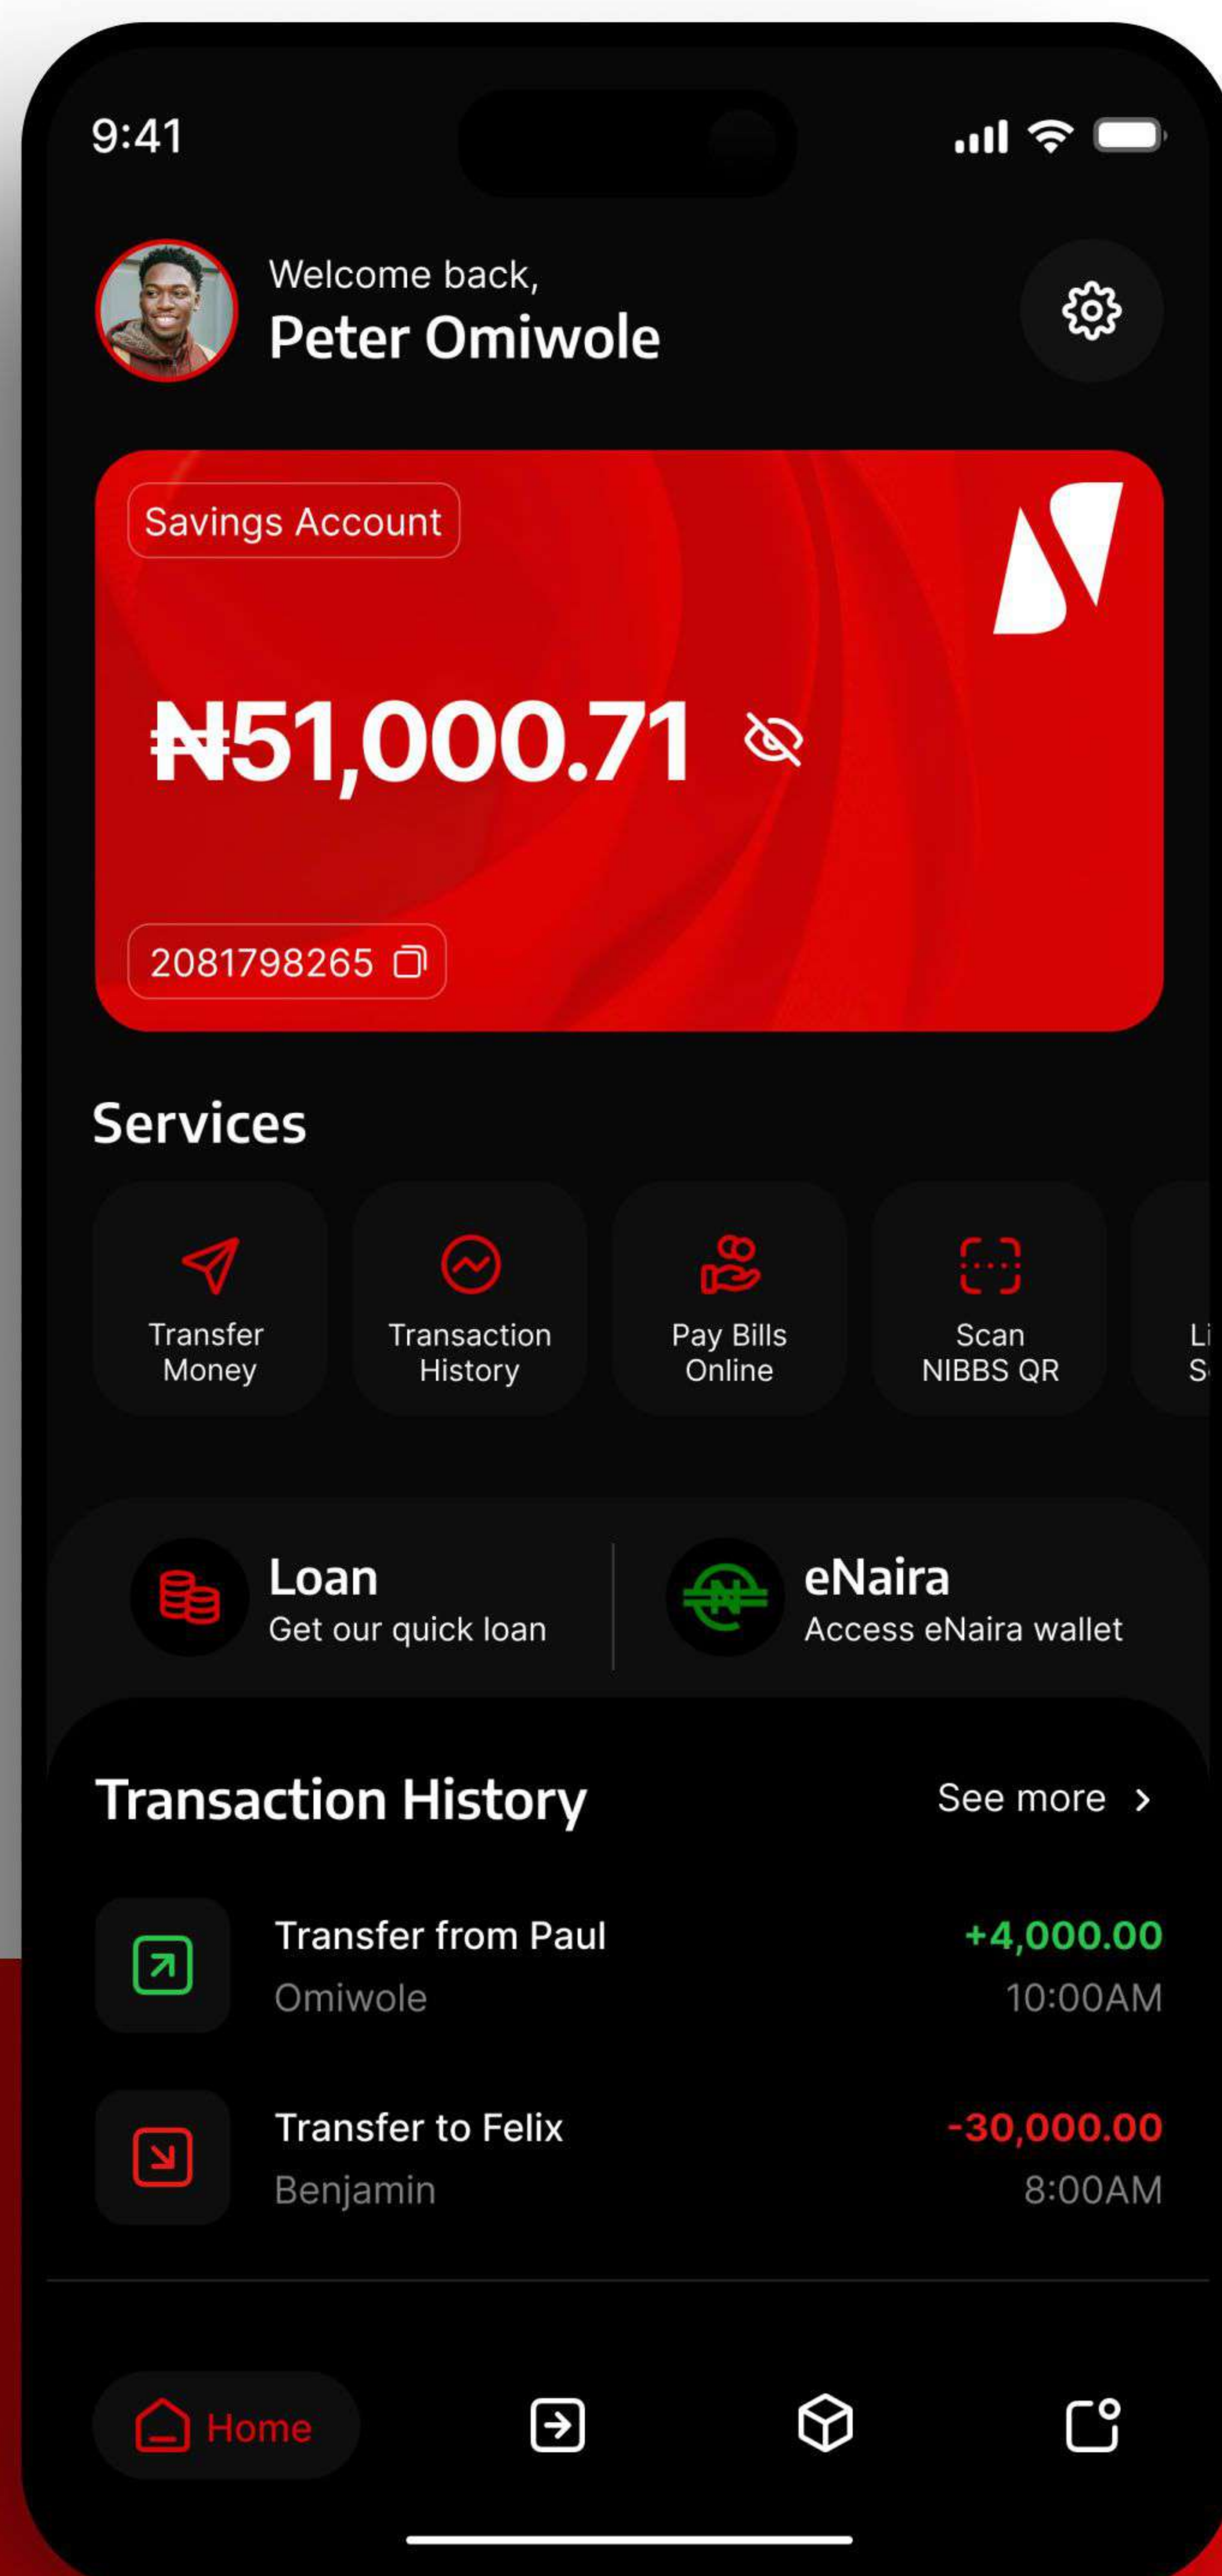 9:41
Welcome back,
Peter Omiwole
Savings Account
₦51,000.71
2081798265
Services
Transfer
Money
Transaction
History
Pay Bills
Online
Scan
NIBBS QR
Loan
Get our quick loan
eNaira
Access eNaira wallet
Transaction History
See more
Transfer from Paul
Omiwole
+4,000.00
10:00AM
Transfer to Felix
Benjamin
-30,000.00
8:00AM
Home